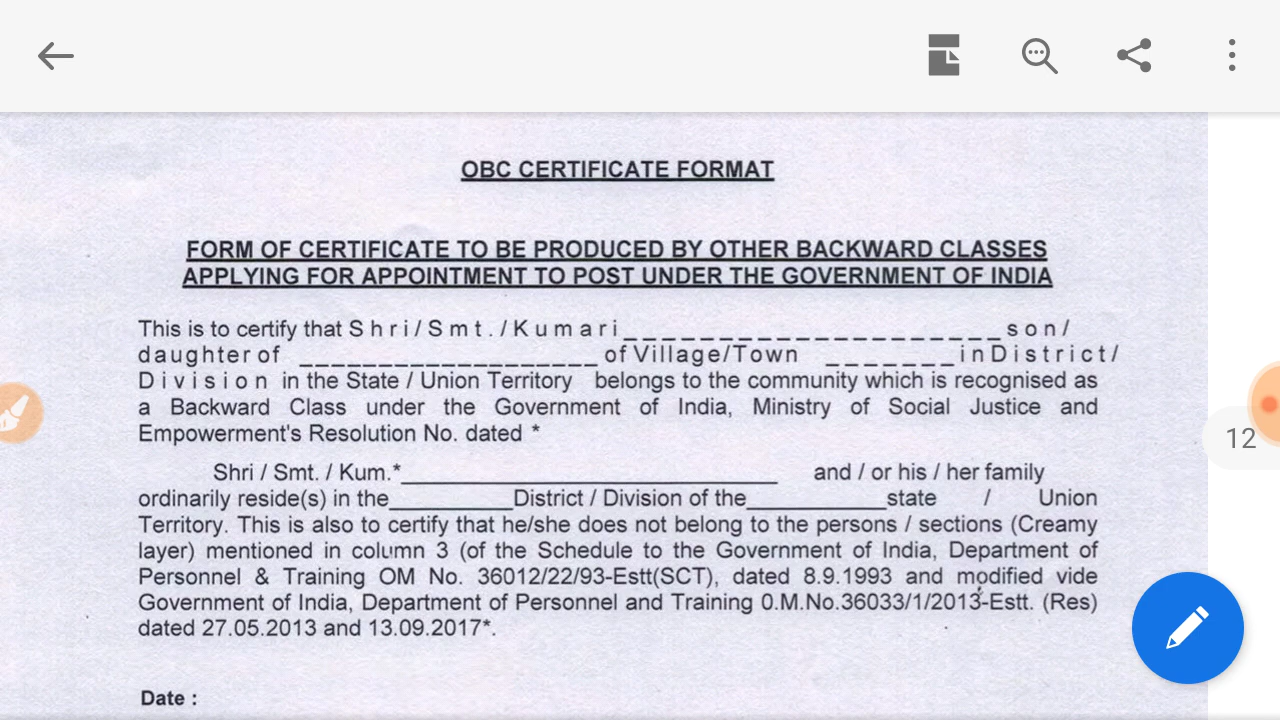 OBC CERTIFICATE FORMAT
FORM OF CERTIFICATE TO BE PRODUCED BY OTHER BACKWARD CLASSES
APPLYING FOR APPOINTMENT TO POST UNDER THE GOVERNMENT OF INDIA
This is to certify that Shri/Smt./Kumari__________________son/
daughter of ________________of Village/Town _______in District/
Division in the State / Union Territory belongs to the community which is recognised as
a Backward Class under the Government of India, Ministry of Social Justice and
Empowerment's Resolution No. dated *
12
Shri / Smt. / Kum.*______________________________ and / or his / her family
ordinarily reside(s) in the__________District / Division of the___________state / Union
Territory. This is also to certify that he/she does not belong to the persons / sections (Creamy
layer) mentioned in column 3 (of the Schedule to the Government of India, Department of
Personnel & Training OM No. 36012/22/93-Estt(SCT), dated 8.9.1993 and modified vide
Government of India, Department of Personnel and Training 0.M.No.36033/1/2013-Estt. (Res)
dated 27.05.2013 and 13.09.2017*.
Date :